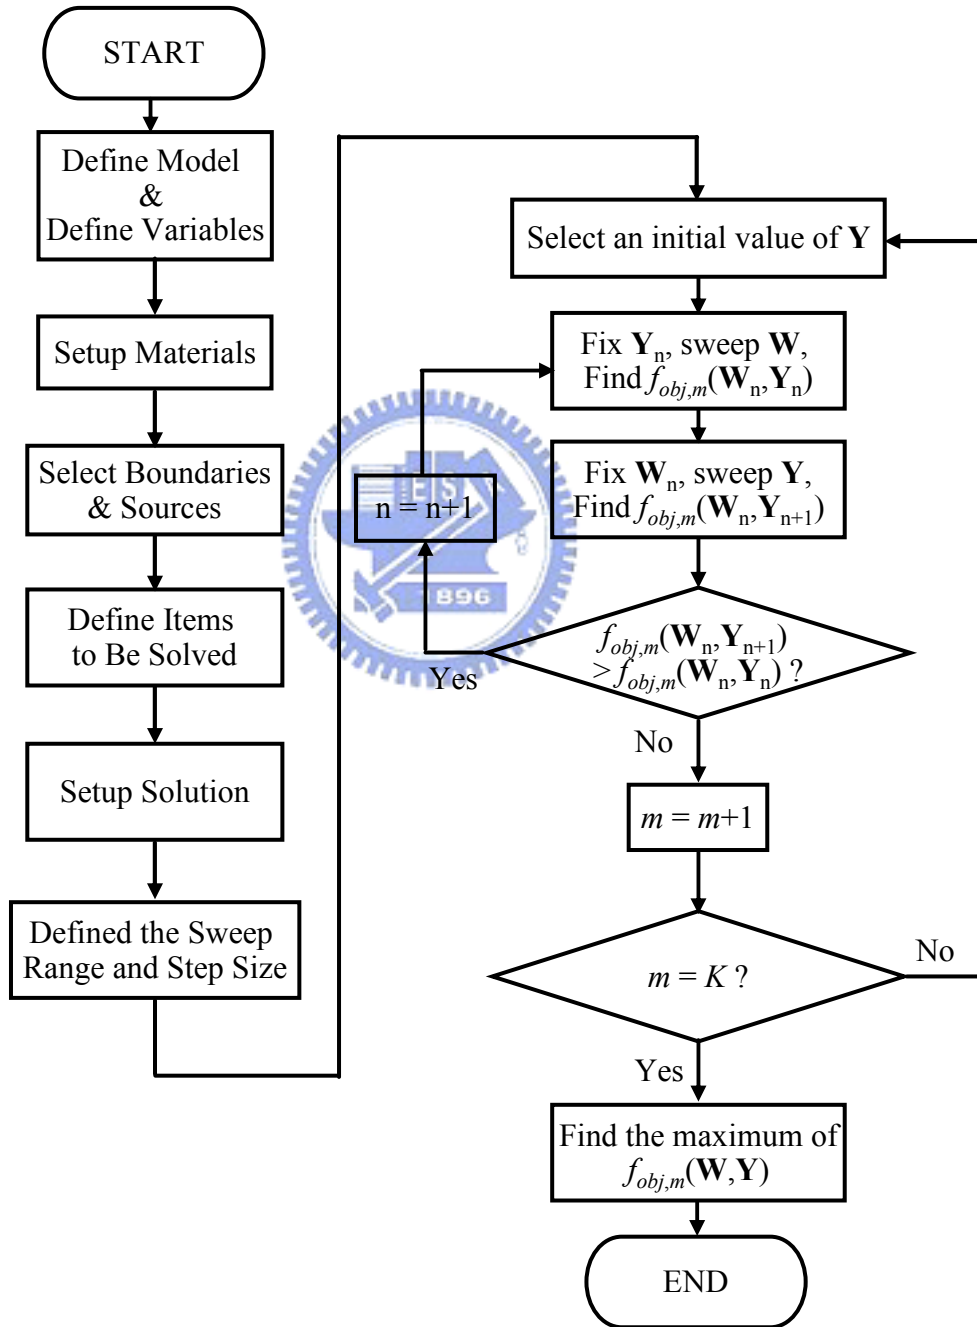 START
Define Model
&
Define Variables
Setup Materials
Select Boundaries
& Sources
Define Items
to Be Solved
Setup Solution
Defined the Sweep
Range and Step Size
Select an initial value of Y
Fix Yn, sweep W,
Find fobj,m(Wn,Yn)
Fix Wn, sweep Y,
Find fobj,m(Wn,Yn+1)
n = n+1
ES
1896
fobj,m(Wn,Yn+1)
> fobj,m(Wn,Yn) ?
Yes
No
m = m+1
m = K ?
No
Yes
Find the maximum of
fobj,m(W,Y)
END